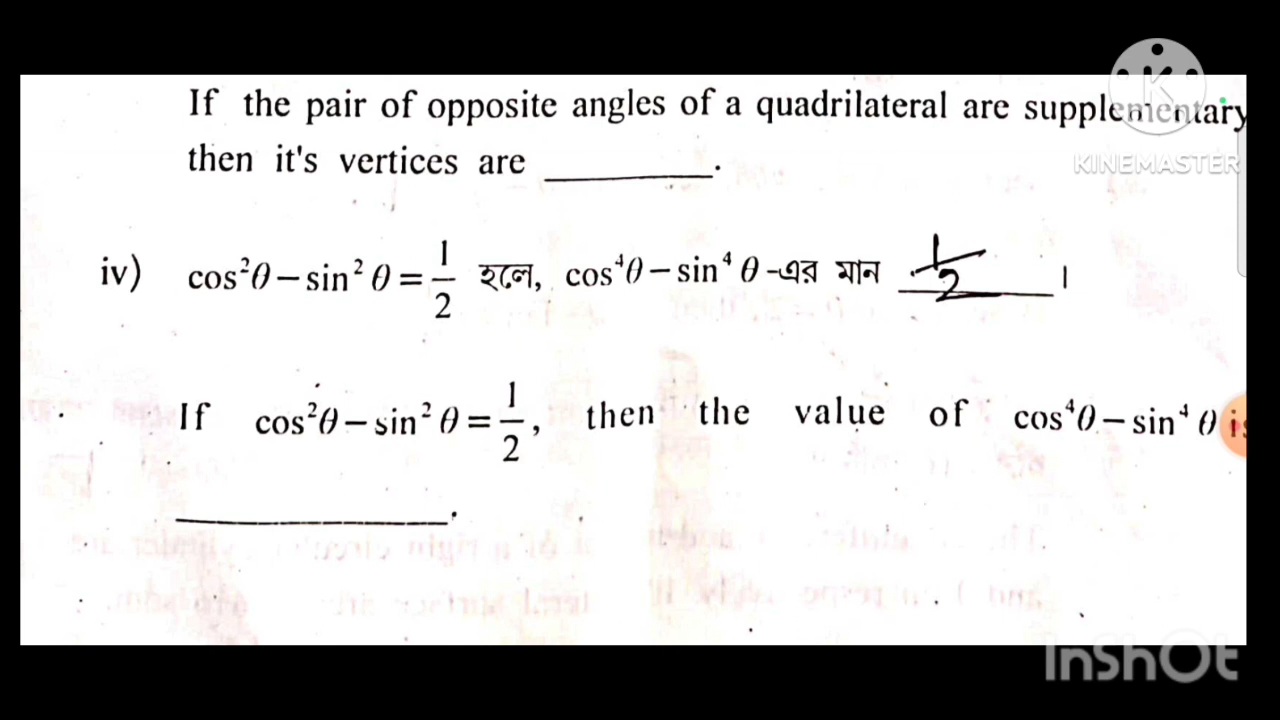 If the pair of opposite angles of a quadrilateral are supplementary
KINEMASTER
then it's vertices are ________.
iv) cos²θ – sin²θ = 1/2 হলে, cos⁴θ – sin⁴θ -এর মান 1/2 ।
If cos²θ – sin²θ = 1/2, then the value of cos⁴θ – sin⁴θ is
________.
InShOt